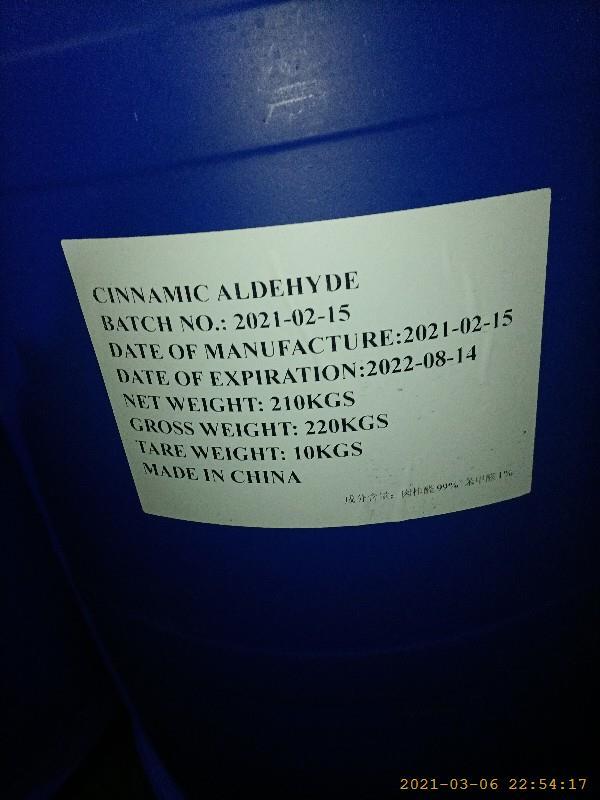 CINNAMIC ALDEHYDE
BATCH NO.: 2021-02-15
DATE OF MANUFACTURE:2021-02-15
DATE OF EXPIRATION:2022-08-14
NET WEIGHT: 210KGS
GROSS WEIGHT: 220KGS
TARE WEIGHT: 10KGS
MADE IN CHINA
成分含量：肉桂醛 99% 苯甲醛 1%
2021-03-06 22:54:17